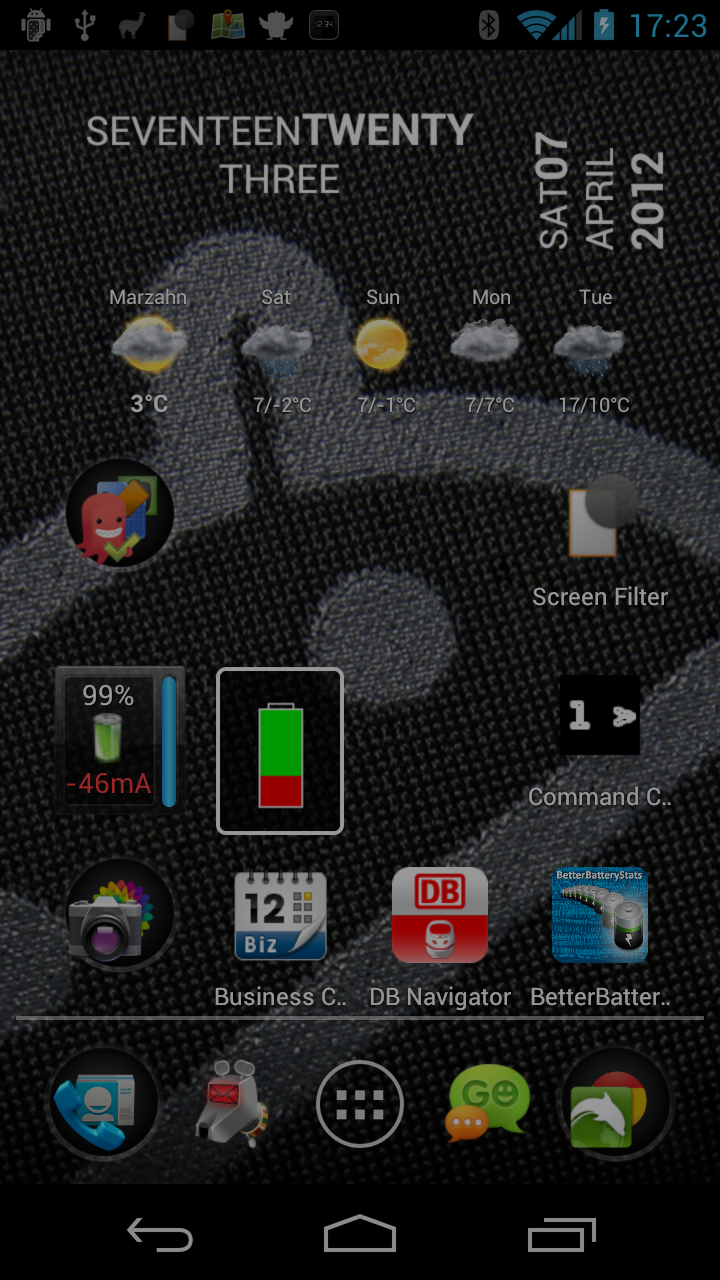 17:23
SEVENTEENTWENTY
THREE
SAT07
APRIL
2012
Marzahn Sat Sun Mon Tue
3°C 7/-2°C 7/-1°C 7/7°C 17/10°C
Screen Filter
99%
-46mA
1 >
Command C..
12
Biz
DB
BetterBatteryStats
Business C.. DB Navigator BetterBatter..
GO